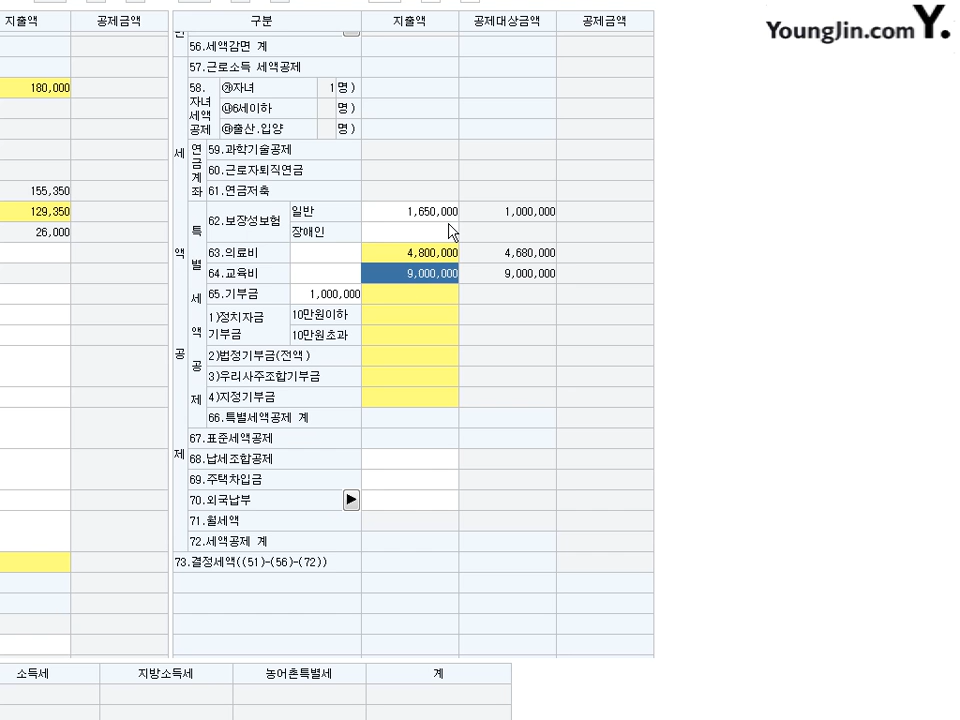 YoungJin.com Y.
지출액 공제금액 구분 지출액 공제대상금액 공제금액
56.세액감면 계
57.근로소득 세액공제
180,000 58. ㉮자녀 1 명)
자녀 ㉯6세이하 명)
세액
공제 ㉰출산.입양 명)
세 연 59.과학기술공제
금 60.근로자퇴직연금
계
155,350 좌 61.연금저축
129,350 62.보장성보험 일반 1,650,000 1,000,000
26,000 특 장애인
액 별 63.의료비 4,800,000 4,680,000
64.교육비 9,000,000 9,000,000
세 65.기부금 1,000,000
1)정치자금 10만원이하
액 기부금 10만원초과
공 2)법정기부금(전액)
공 3)우리사주조합기부금
제 4)지정기부금
66.특별세액공제 계
67.표준세액공제
제 68.납세조합공제
69.주택차입금
70.외국납부
71.월세액
72.세액공제 계
73.결정세액((51)-(56)-(72))
소득세 지방소득세 농어촌특별세 계